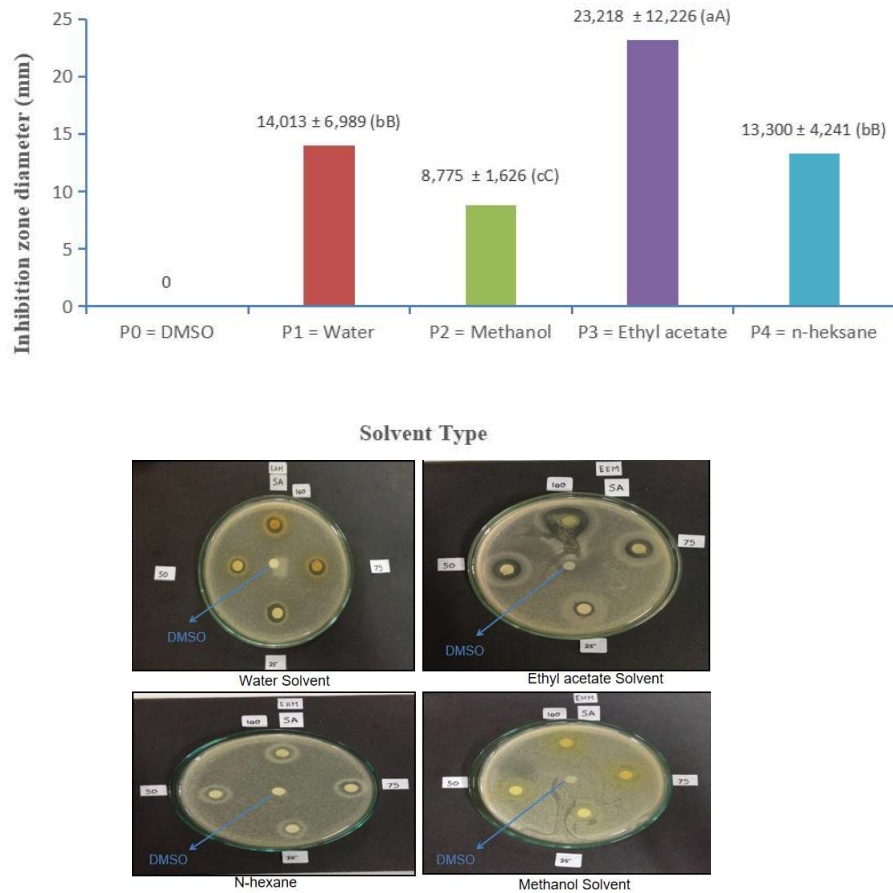 25
20
15
10
5
0
Inhibition zone diameter (mm)
0
14,013 ± 6,989 (bB)
8,775 ± 1,626 (cC)
23,218 ± 12,226 (aA)
13,300 ± 4,241 (bB)
P0 = DMSO
P1 = Water
P2 = Methanol
P3 = Ethyl acetate
P4 = n-heksane
Solvent Type
EAM
SA
100
50
75
DMSO
25
Water Solvent
EEM
100
SA
50
75
DMSO
25
Ethyl acetate Solvent
EHM
100
SA
50
75
DMSO
25
N-hexane
EMM
100
SA
50
75
DMSO
25
Methanol Solvent